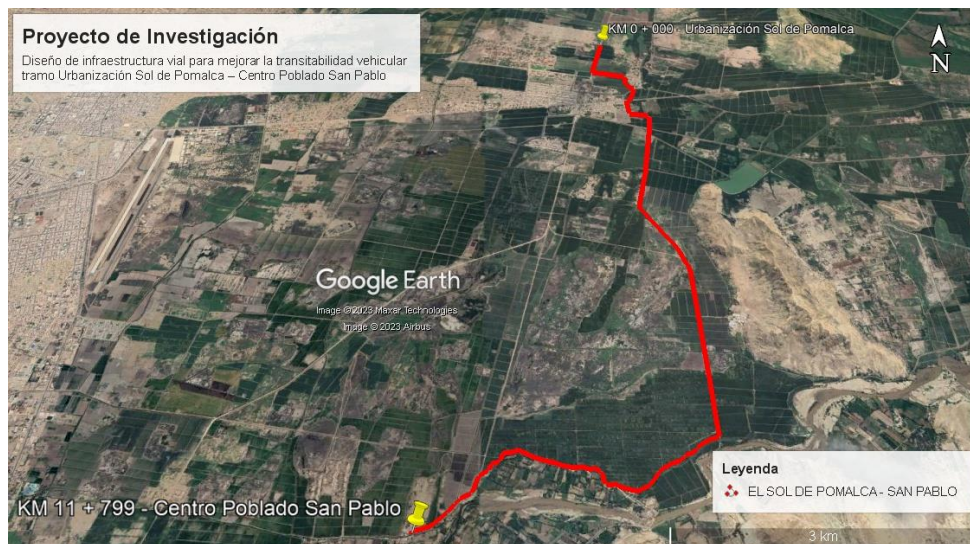 Proyecto de Investigación
Diseño de infraestructura vial para mejorar la transitabilidad vehicular
tramo Urbanización Sol de Pomalca – Centro Poblado San Pablo
KM 0 + 000 - Urbanización Sol de Pomalca
N
Google Earth
Image © 2023 Maxar Technologies
Image © 2023 Airbus
Leyenda
EL SOL DE POMALCA - SAN PABLO
KM 11 + 799 - Centro Poblado San Pablo
3 km